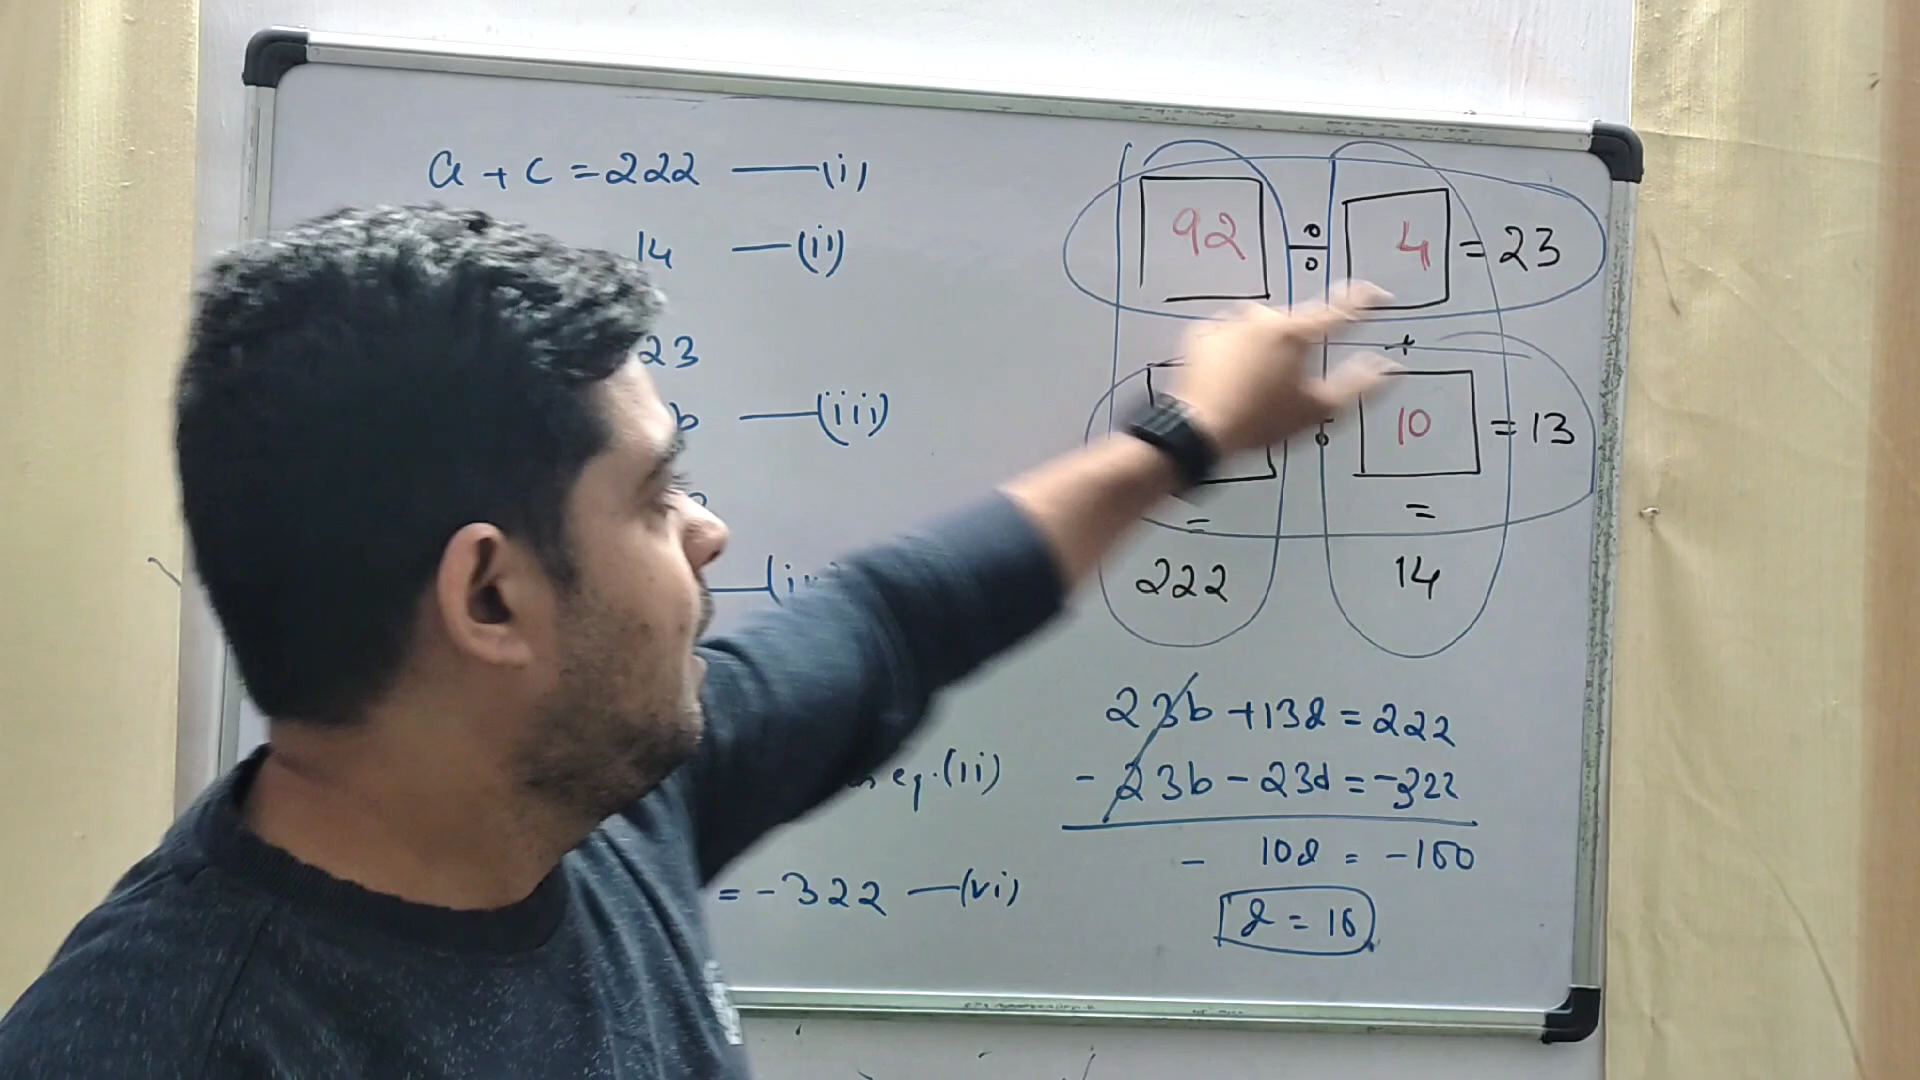 a + c = 222 —(i)
14 —(ii)
23
b —(iii)
eq. (ii)
= -322 —(vi)
92 ÷ 4 = 23
+
10 = 13
= =
222 14
23b + 13d = 222
- 23b - 23d = -322
- 10d = -100
d = 10